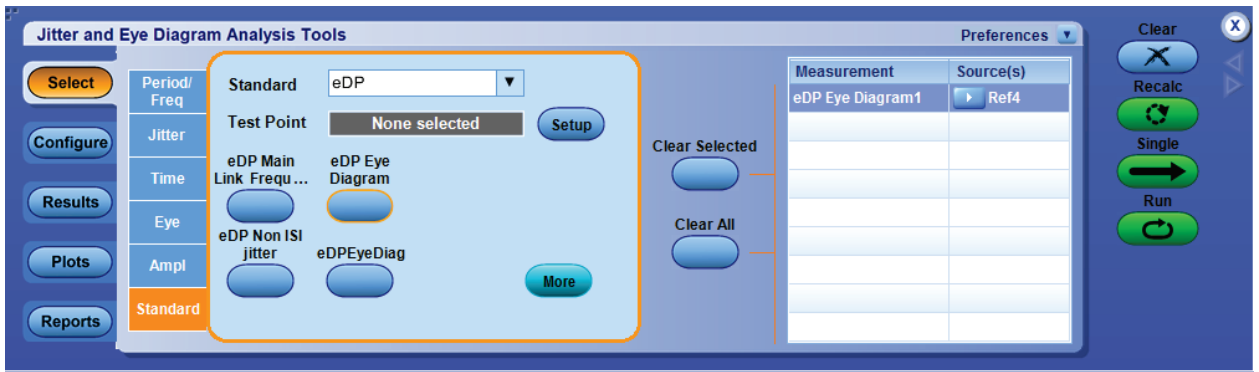 Jitter and Eye Diagram Analysis Tools
Preferences
Clear
X
Select
Configure
Results
Plots
Reports
Period/
Freq
Jitter
Time
Eye
Ampl
Standard
Standard
eDP
Test Point
None selected
Setup
eDP Main
Link Frequ...
eDP Eye
Diagram
eDP Non ISI
jitter
eDPEyeDiag
More
Clear Selected
Clear All
Measurement
Source(s)
eDP Eye Diagram1
Ref4
Recalc
Single
Run